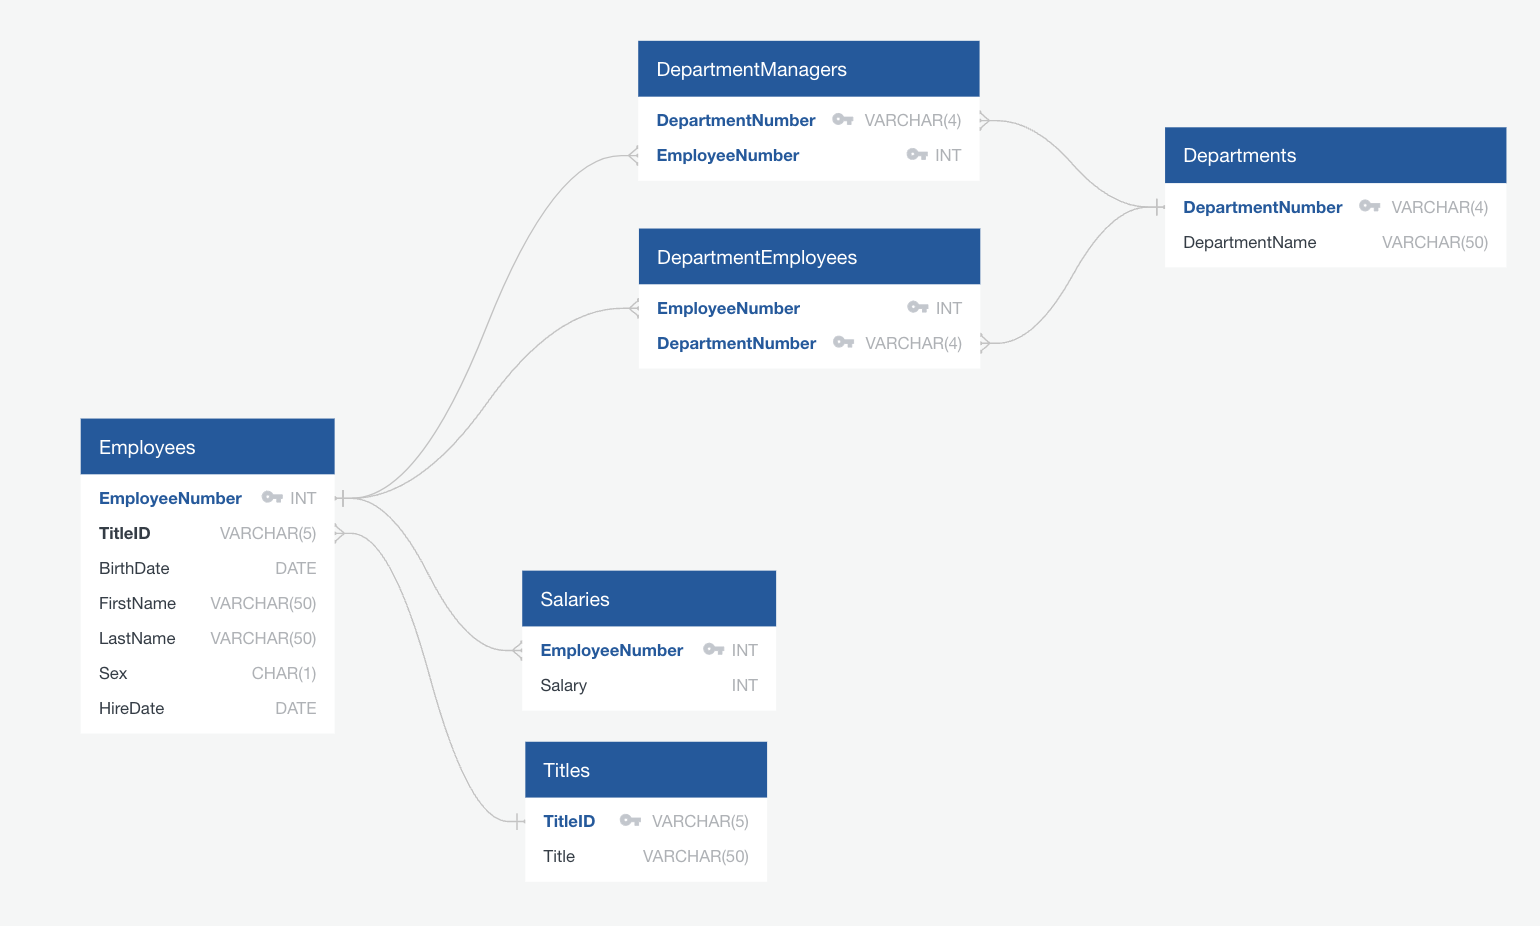 DepartmentManagers
DepartmentNumber VARCHAR(4)
EmployeeNumber INT
Departments
DepartmentNumber VARCHAR(4)
DepartmentName VARCHAR(50)
DepartmentEmployees
EmployeeNumber INT
DepartmentNumber VARCHAR(4)
Employees
EmployeeNumber INT
TitleID VARCHAR(5)
BirthDate DATE
FirstName VARCHAR(50)
LastName VARCHAR(50)
Sex CHAR(1)
HireDate DATE
Salaries
EmployeeNumber INT
Salary INT
Titles
TitleID VARCHAR(5)
Title VARCHAR(50)